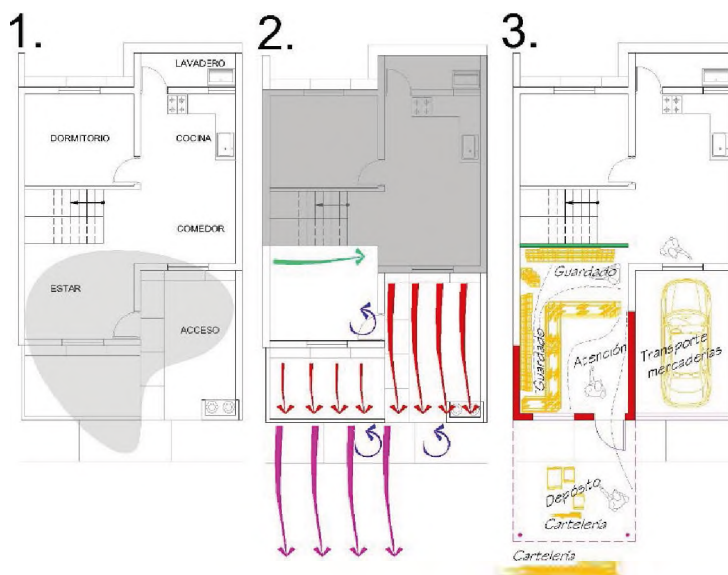 1.
LAVADERO
DORMITORIO
COCINA
COMEDOR
ESTAR
ACCESO
2.
3.
Guardado
Guardado
Atención
Transporte
mercaderías
Depósito
Cartelería
Cartelería